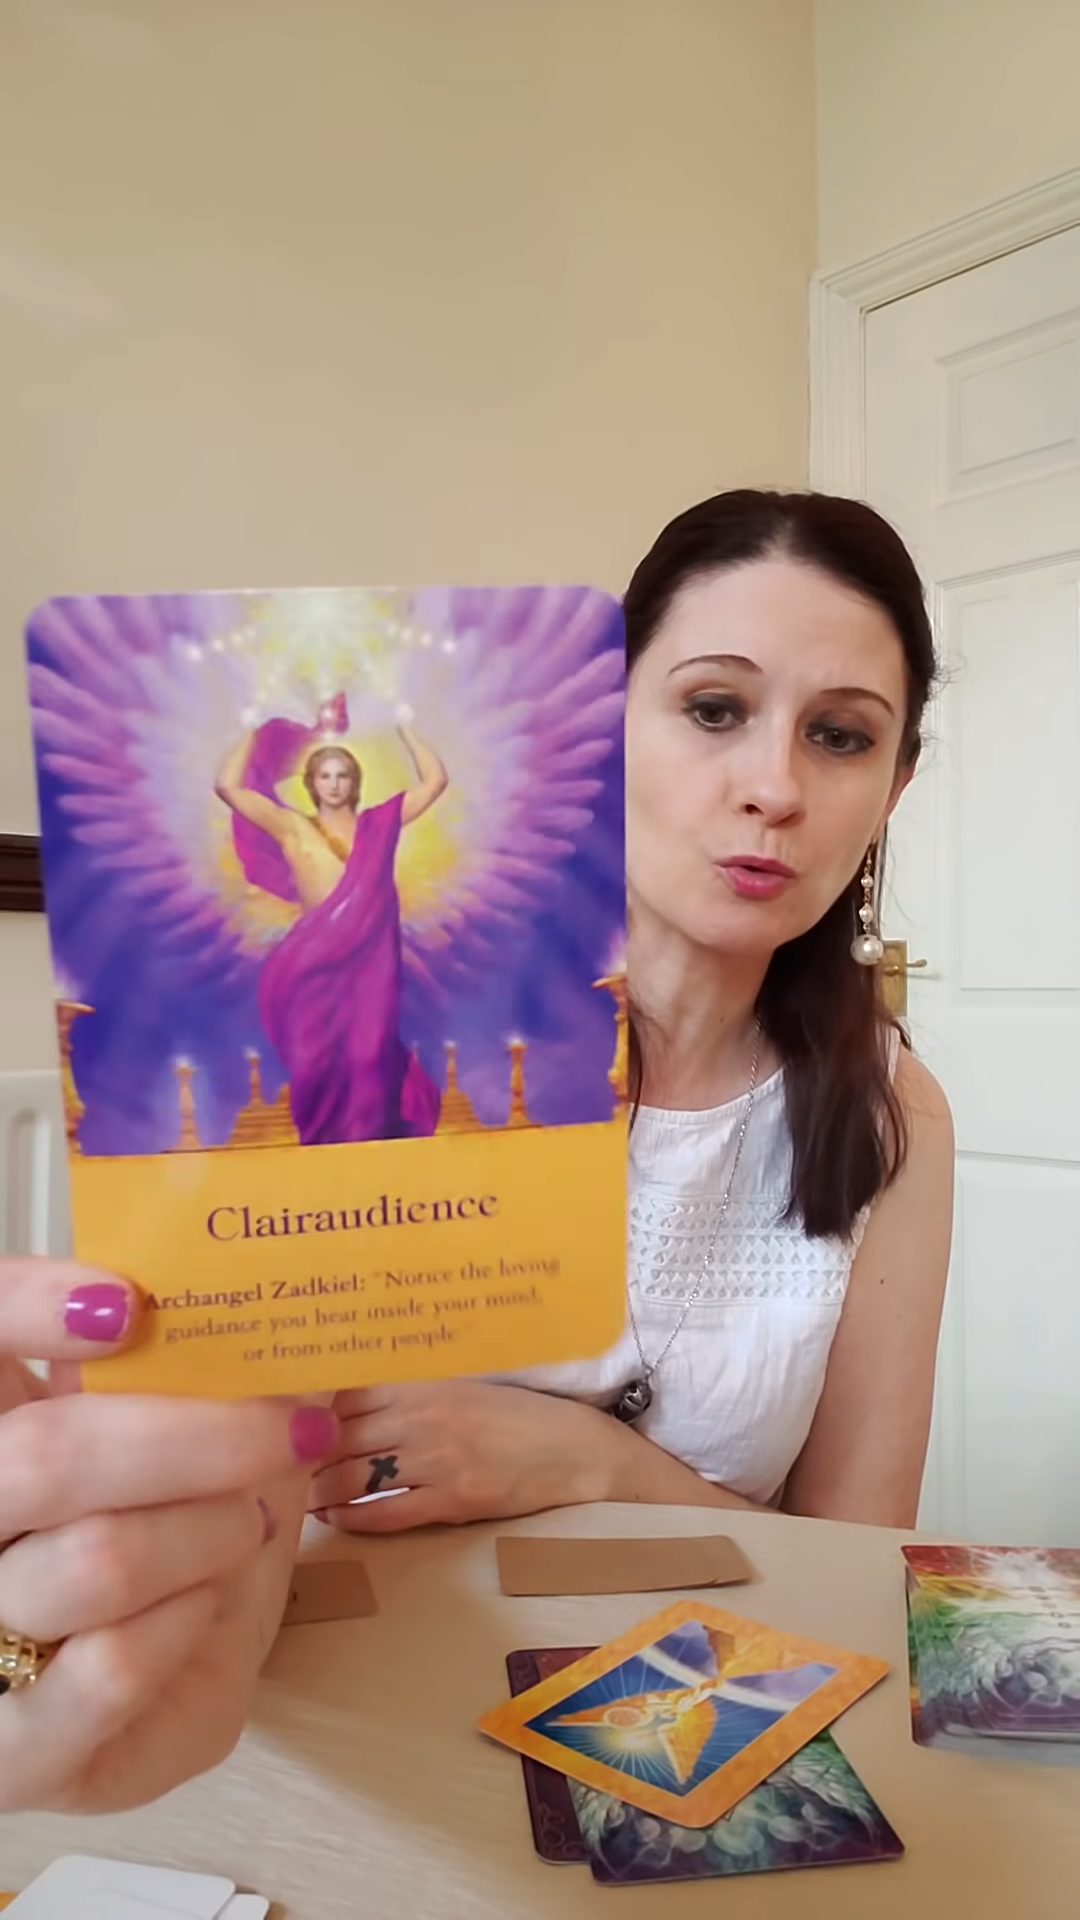 Clairaudience
Archangel Zadkiel: "Notice the loving
guidance you hear inside your mind,
or from other people."